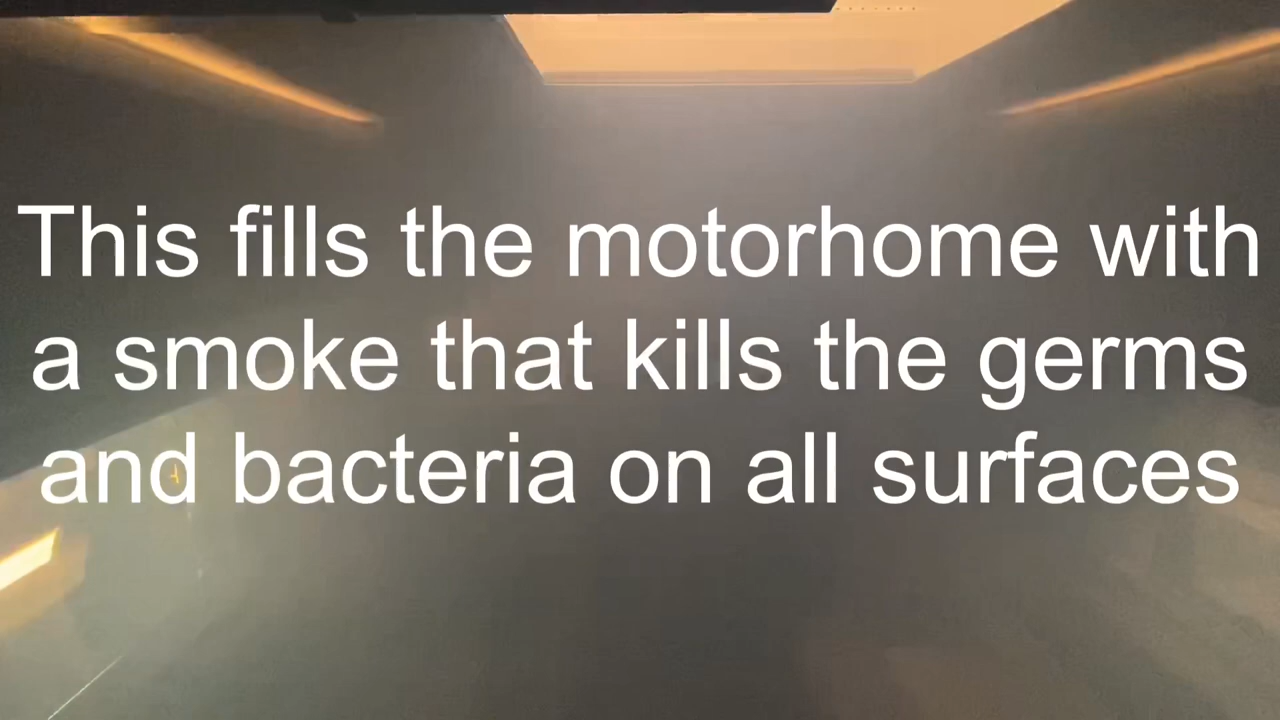 This fills the motorhome with
a smoke that kills the germs
and bacteria on all surfaces